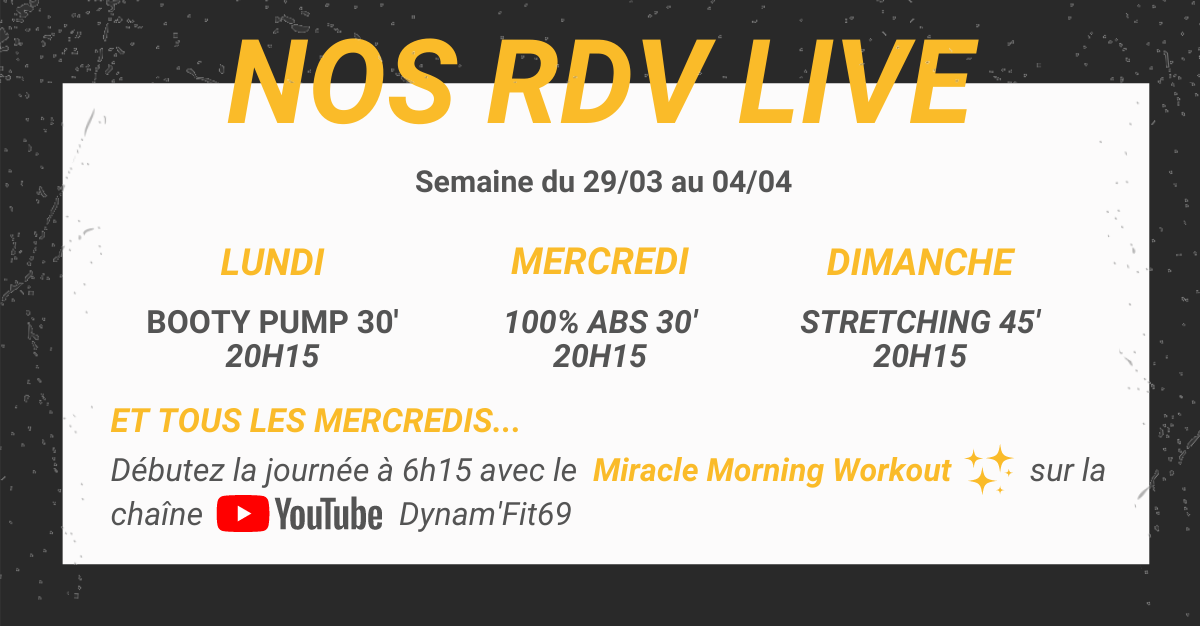 NOS RDV LIVE
Semaine du 29/03 au 04/04
LUNDI
BOOTY PUMP 30'
20H15
MERCREDI
100% ABS 30'
20H15
DIMANCHE
STRETCHING 45'
20H15
ET TOUS LES MERCREDIS...
Débutez la journée à 6h15 avec le Miracle Morning Workout ✨ sur la
chaîne YouTube Dynam'Fit69